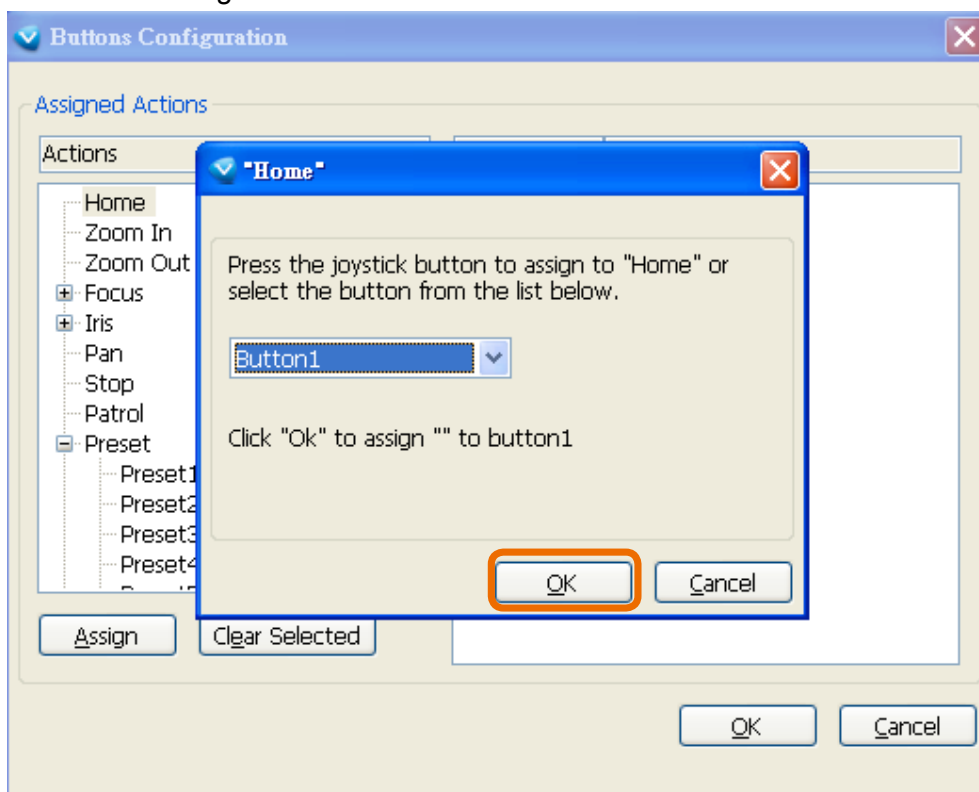 Buttons Configuration
Assigned Actions
Actions
Home
Zoom In
Zoom Out
Focus
Iris
Pan
Stop
Patrol
Preset
Preset1
Preset2
Preset3
Preset4
"Home"
Press the joystick button to assign to "Home" or
select the button from the list below.
Button1
Click "Ok" to assign "" to button1
OK
Cancel
Assign
Clear Selected
OK
Cancel